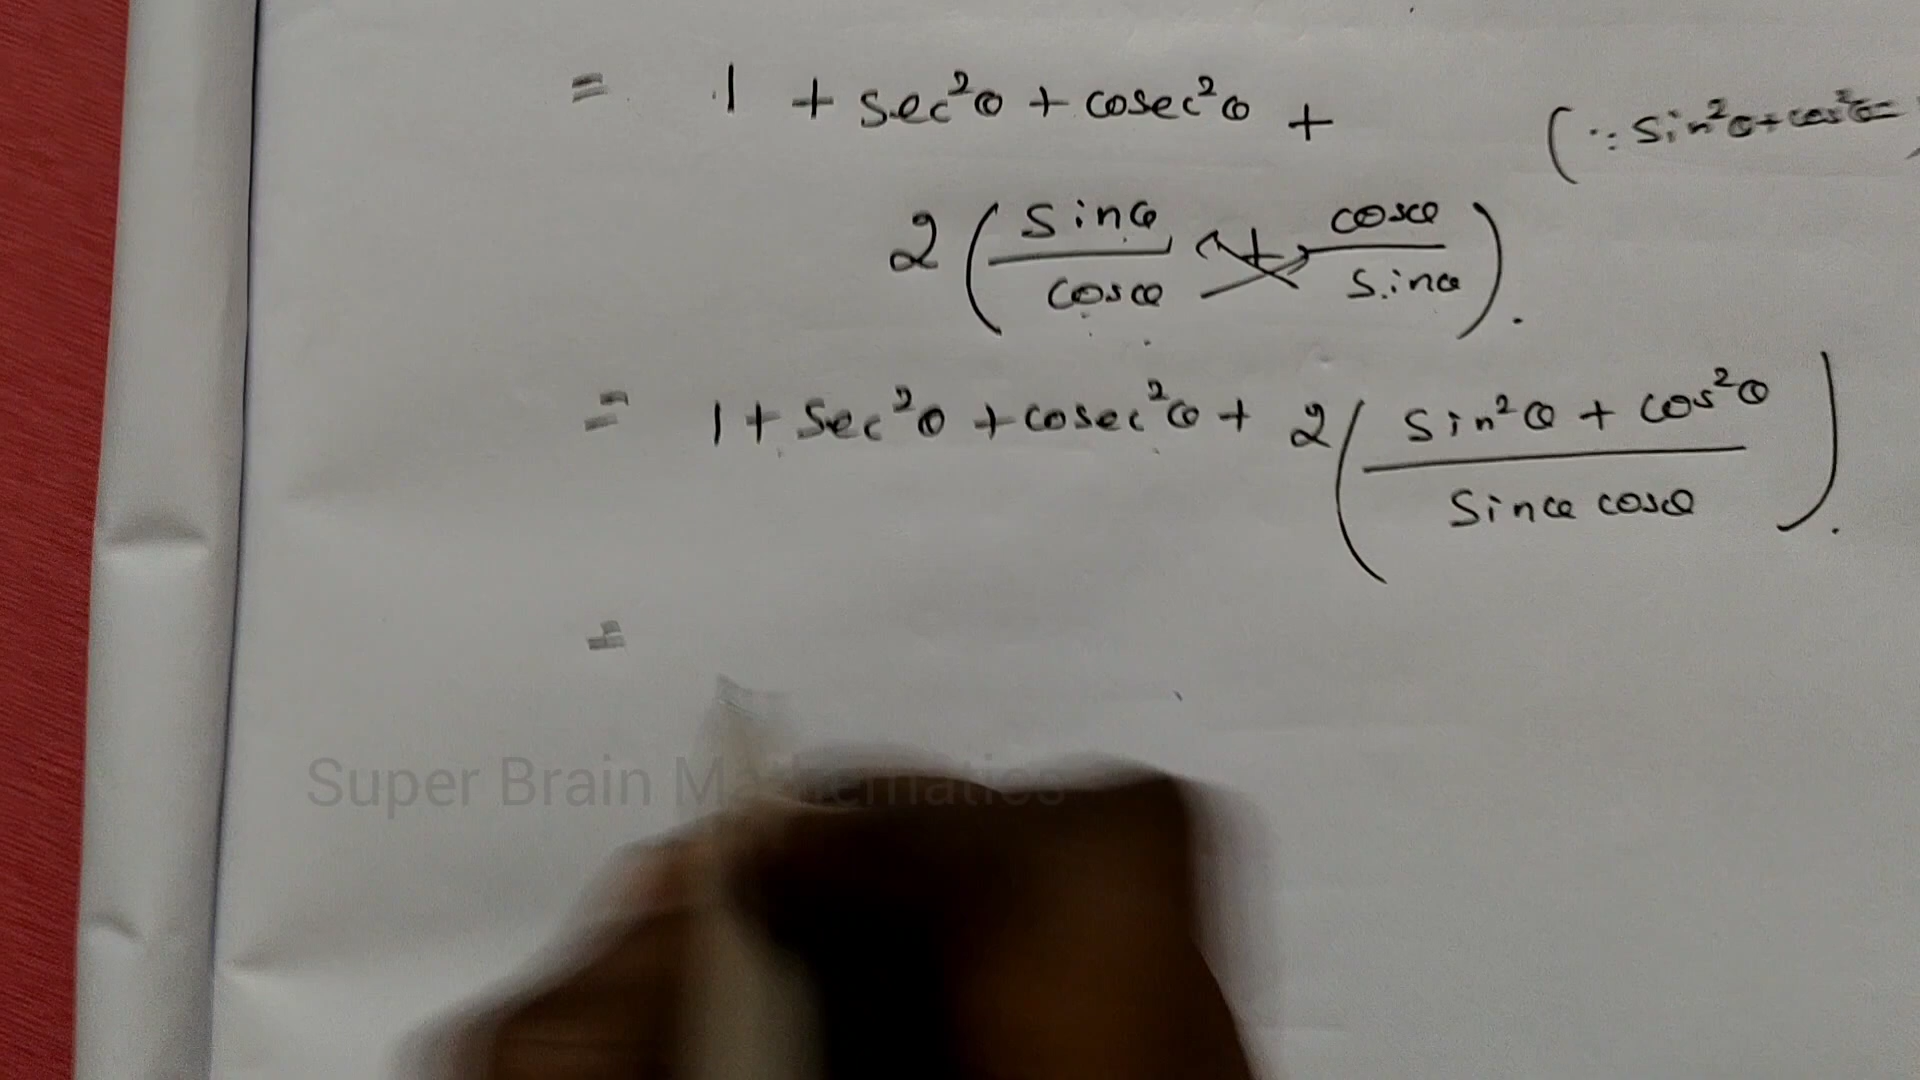 = 1 + sec²θ + cosec²θ + (∵ sin²θ + cos²θ =
2 ( sinθ / cosθ + cosθ / sinθ ).
= 1 + sec²θ + cosec²θ + 2 ( sin²θ + cos²θ / sinθ cosθ ).
=
Super Brain Mathematics